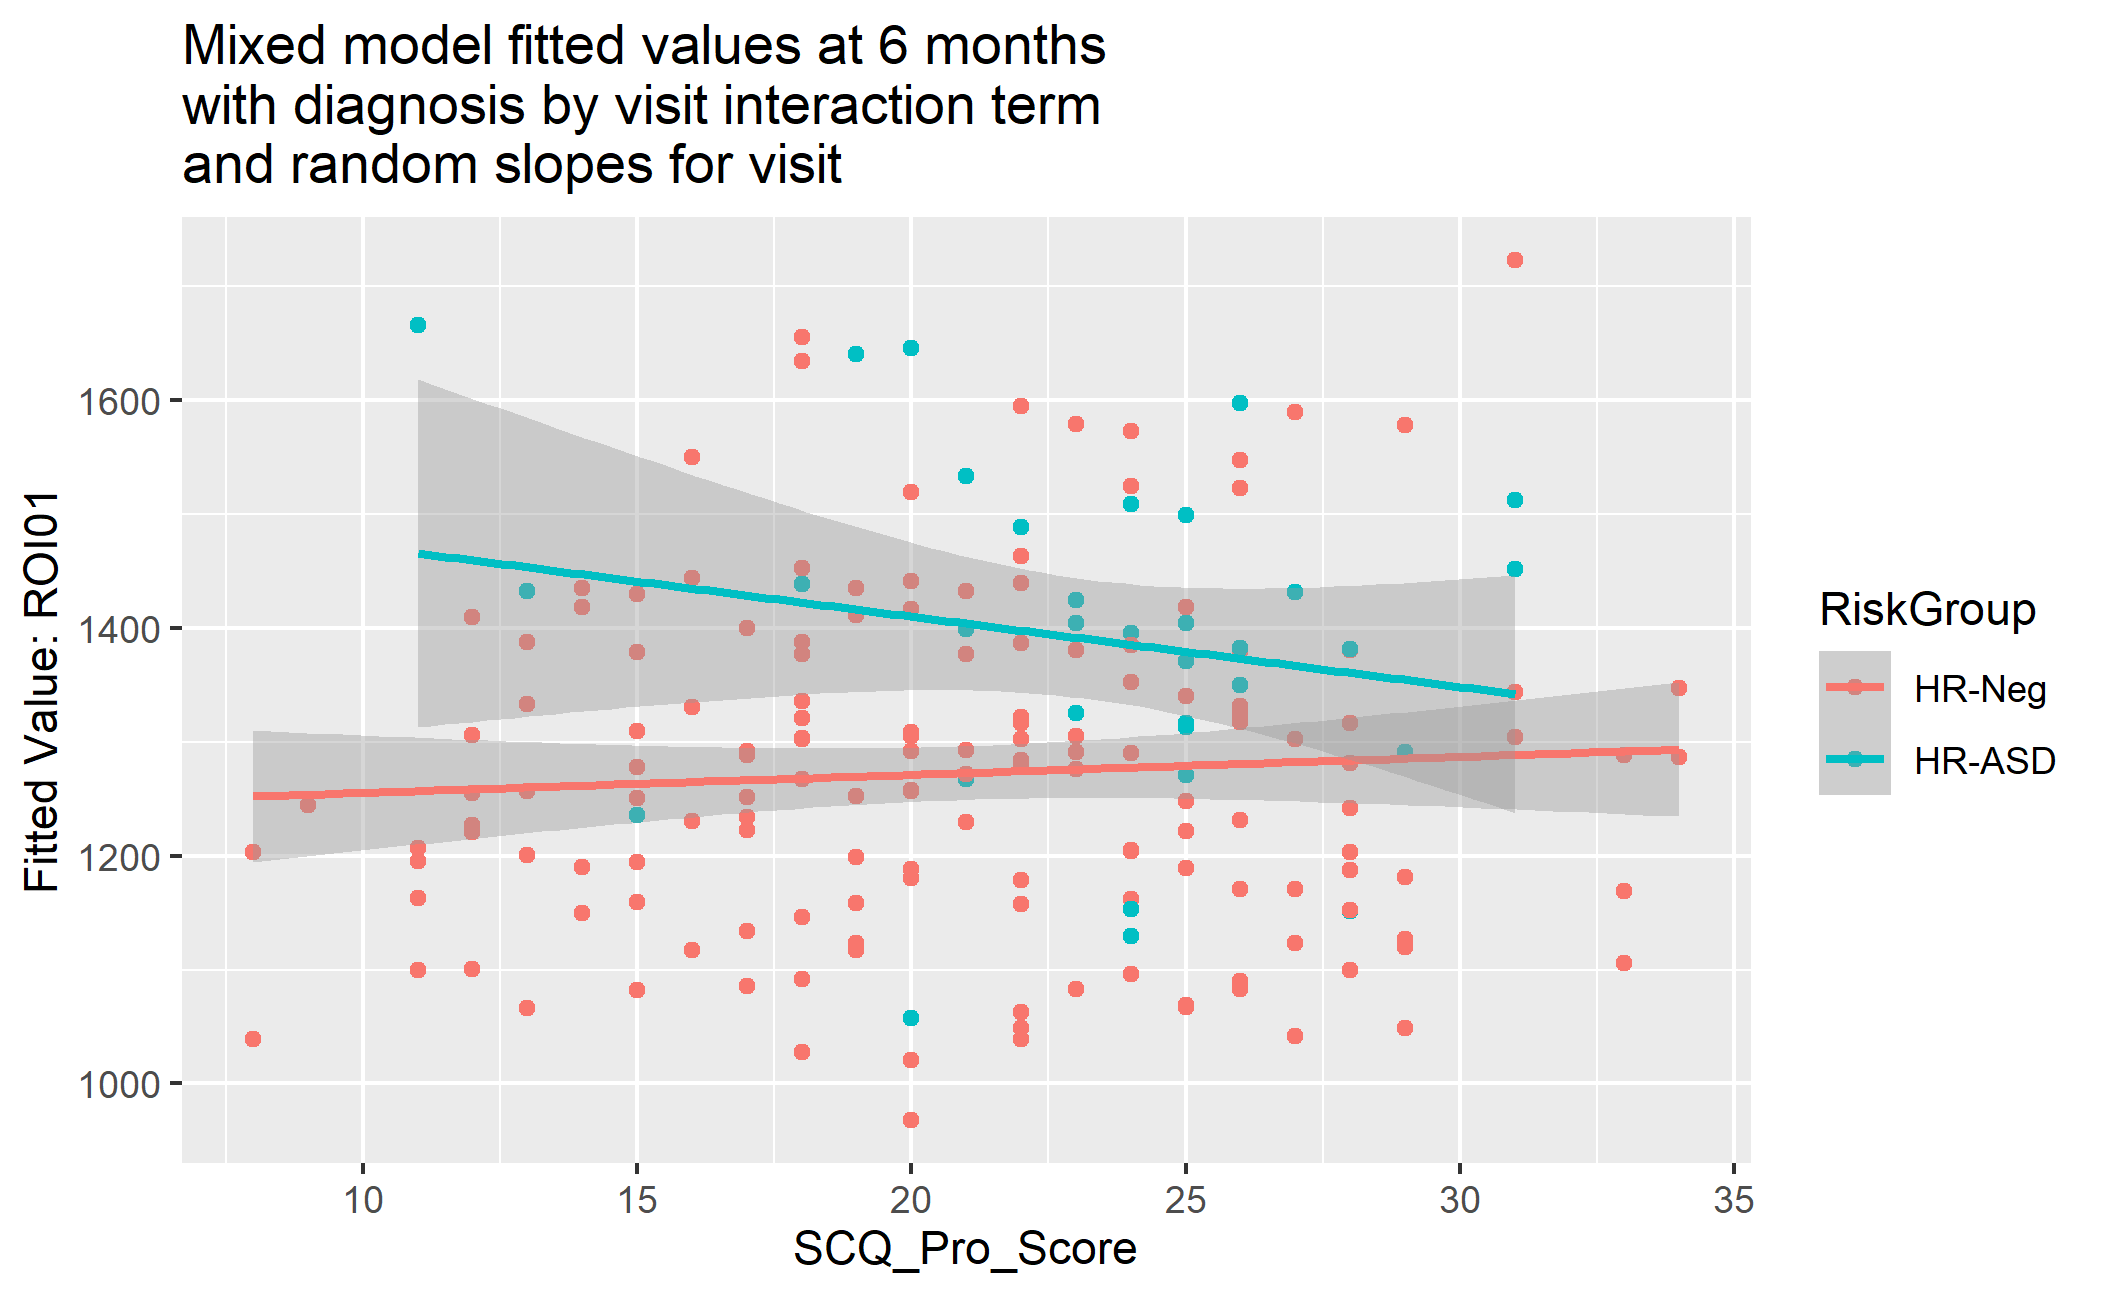 Mixed model fitted values at 6 months
with diagnosis by visit interaction term
and random slopes for visit
Fitted Value: ROI01
1600
1400
1200
1000
10
15
20
25
30
35
SCQ_Pro_Score
RiskGroup
HR-Neg
HR-ASD